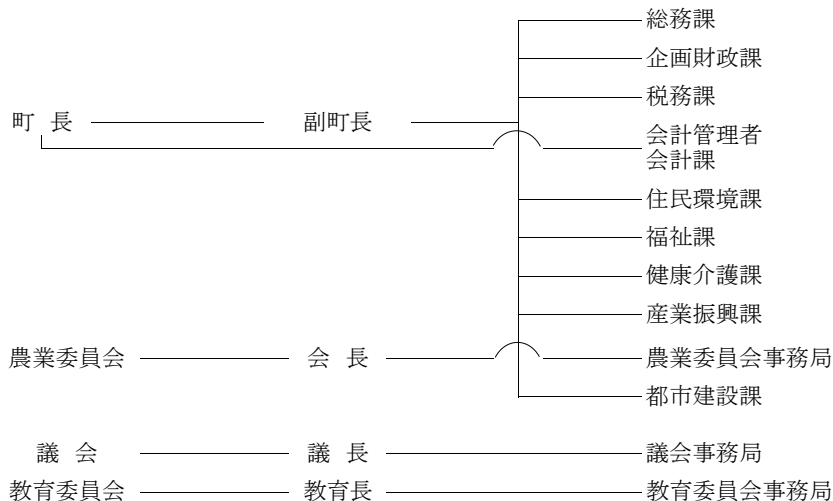 総務課
企画財政課
税務課
町 長 副町長
会計管理者
会計課
住民環境課
福祉課
健康介護課
産業振興課
農業委員会 会 長 農業委員会事務局
都市建設課
議 会 議 長 議会事務局
教育委員会 教育長 教育委員会事務局